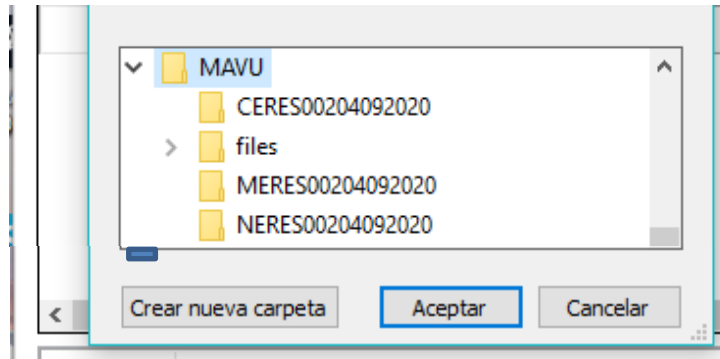 MAVU
CERES00204092020
files
MERES00204092020
NERES00204092020
Crear nueva carpeta Aceptar Cancelar